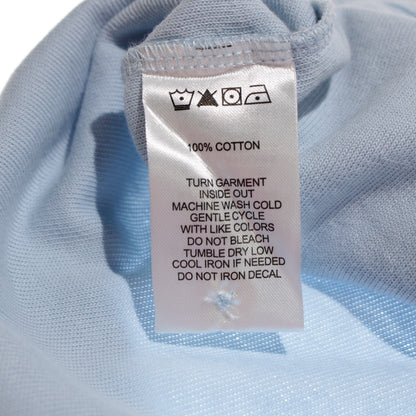 100% COTTON
TURN GARMENT
INSIDE OUT
MACHINE WASH COLD
GENTLE CYCLE
WITH LIKE COLORS
DO NOT BLEACH
TUMBLE DRY LOW
COOL IRON IF NEEDED
DO NOT IRON DECAL